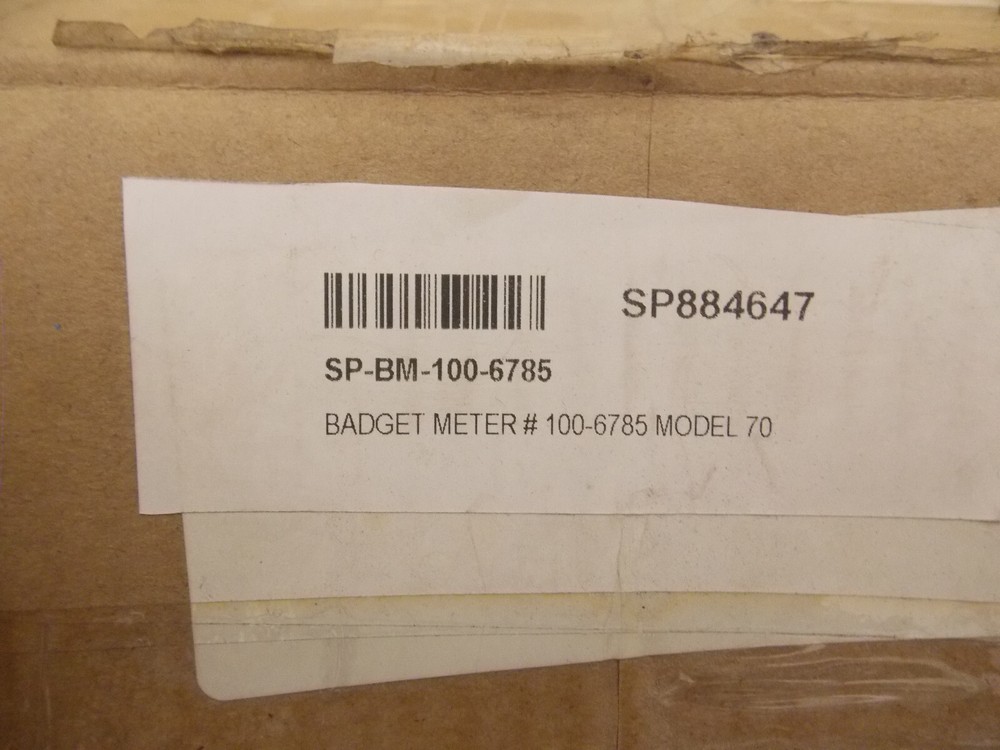 SP884647
SP-BM-100-6785
BADGET METER # 100-6785 MODEL 70